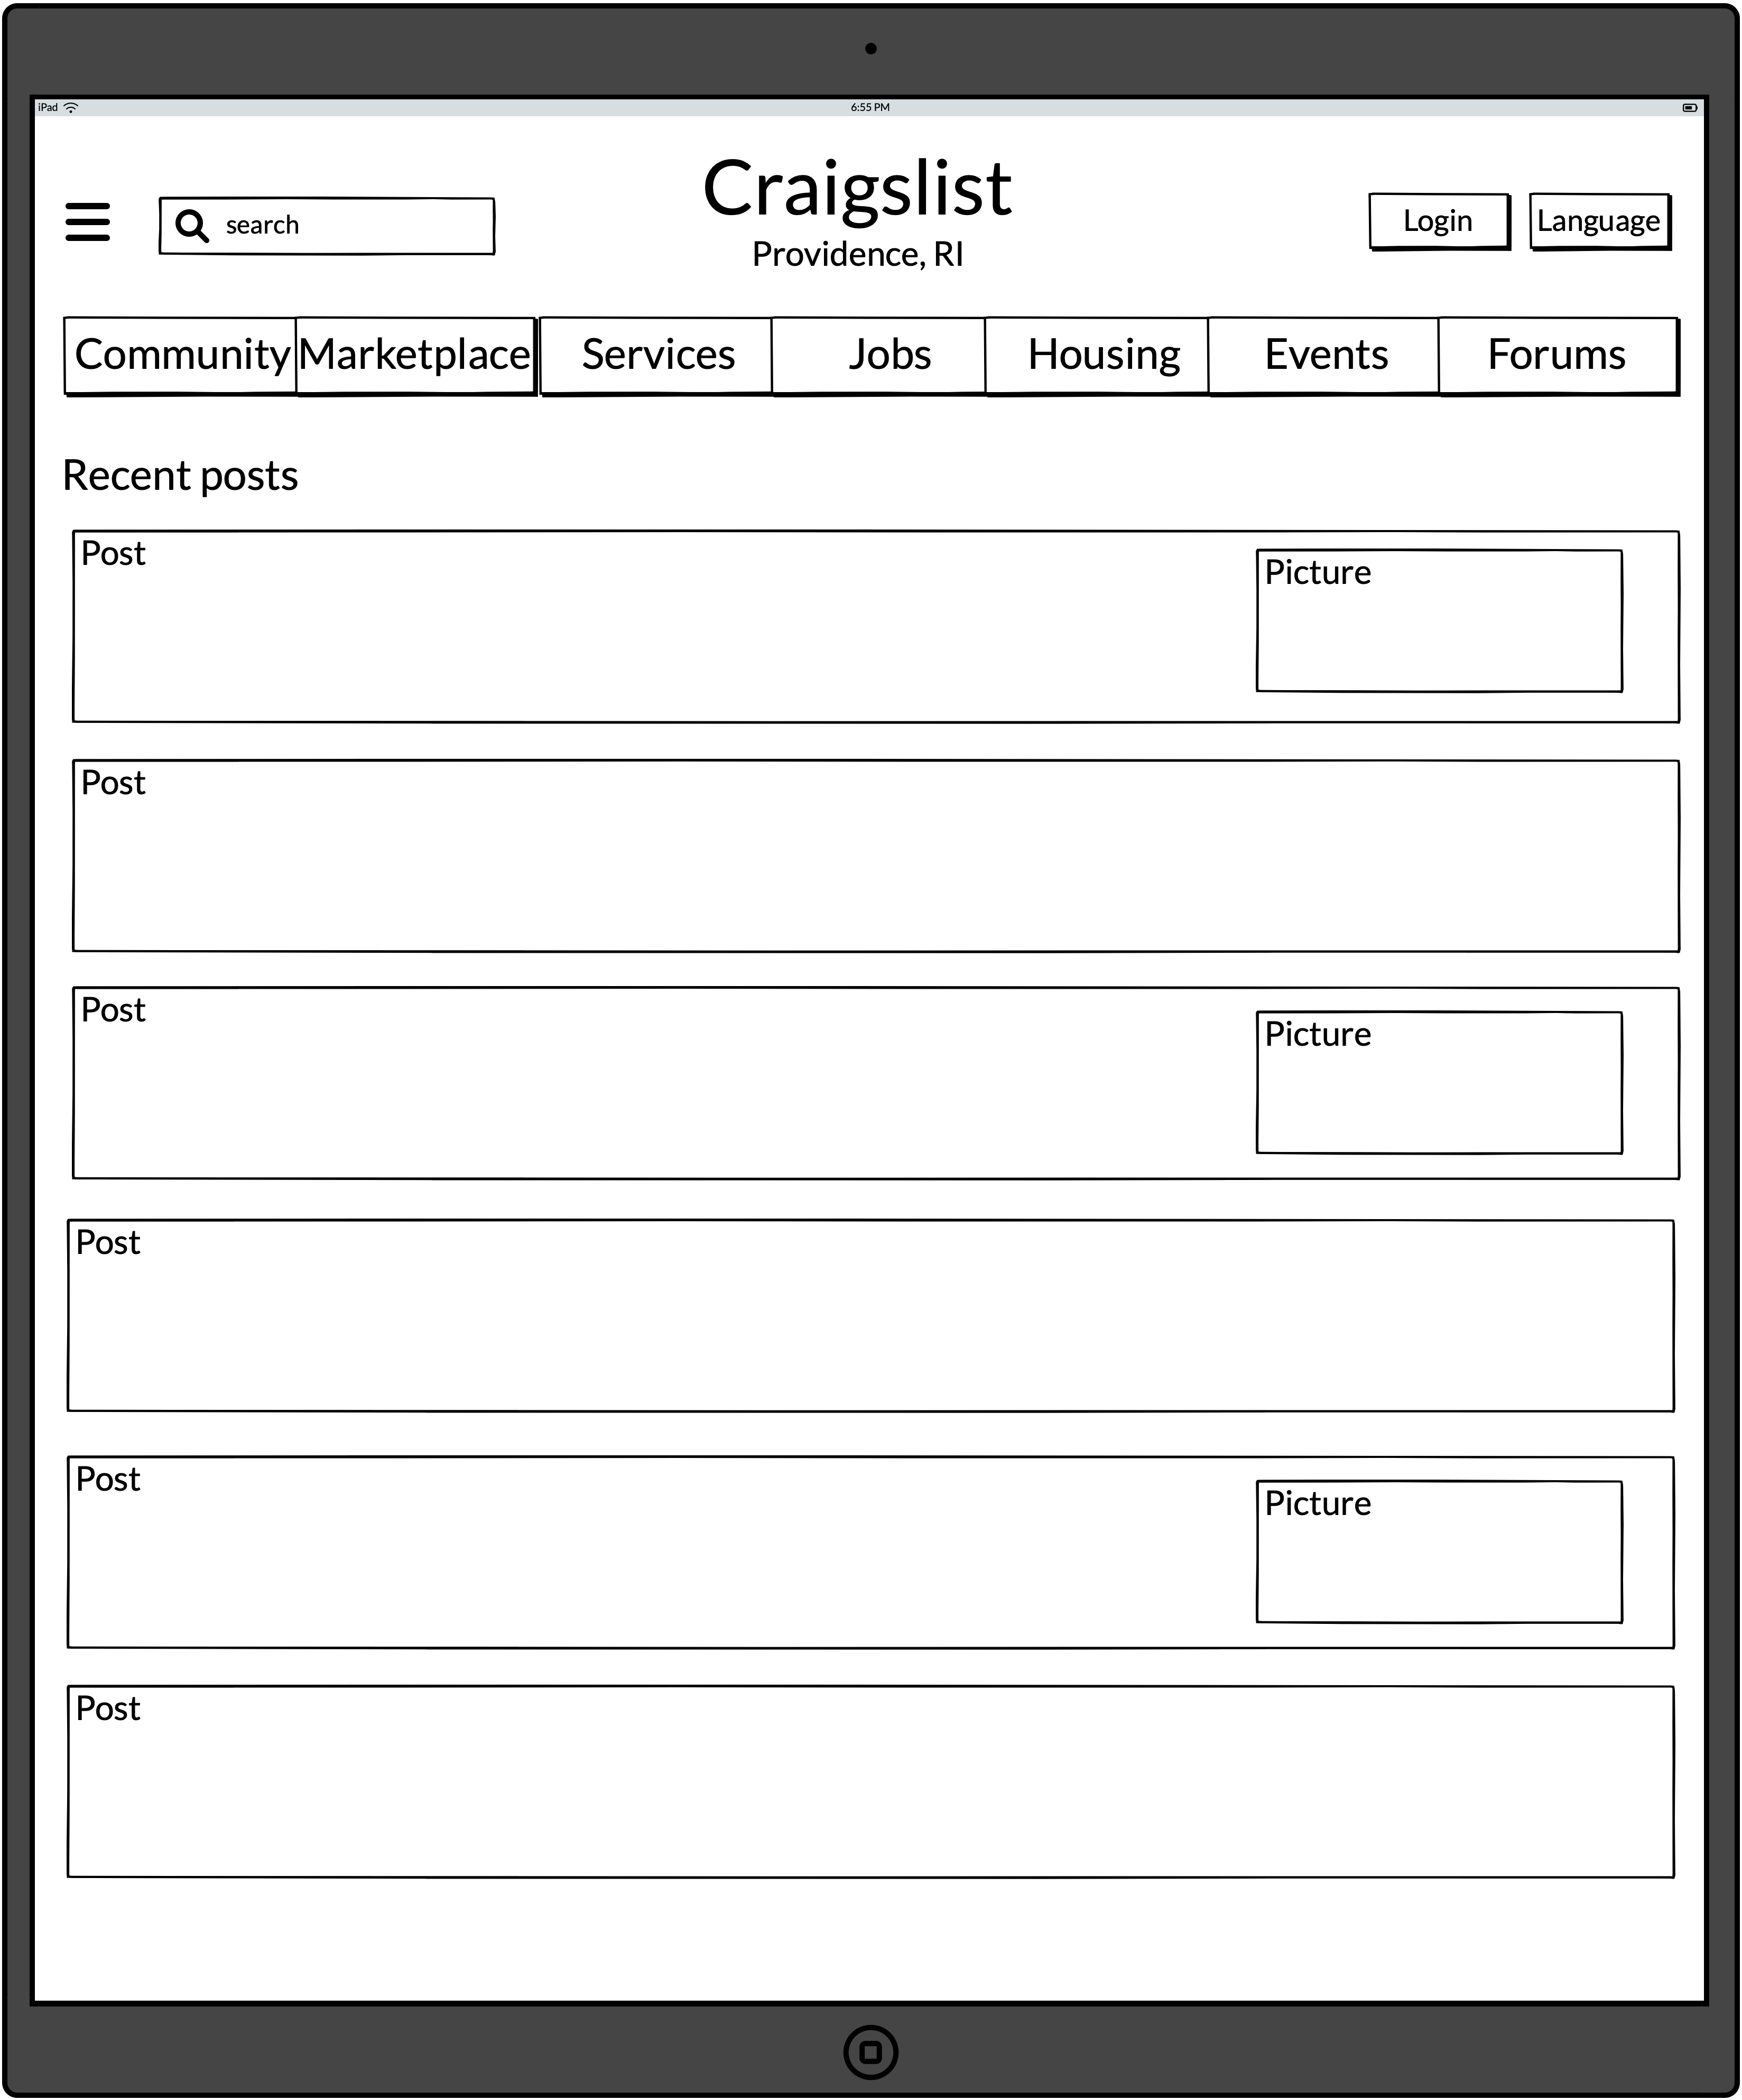 iPad
6:55 PM
Craigslist
search
Login
Language
Providence, RI
Community
Marketplace
Services
Jobs
Housing
Events
Forums
Recent posts
Post
Picture
Post
Post
Picture
Post
Post
Picture
Post